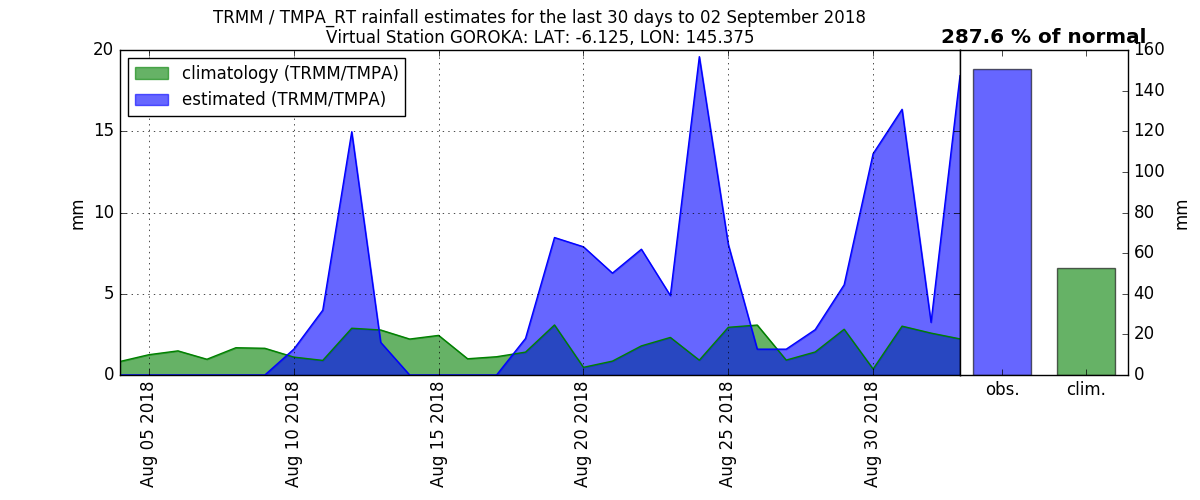 TRMM / TMPA_RT rainfall estimates for the last 30 days to 02 September 2018
Virtual Station GOROKA: LAT: -6.125, LON: 145.375
287.6 % of normal
climatology (TRMM/TMPA)
estimated (TRMM/TMPA)
20
15
10
5
0
mm
Aug 05 2018
Aug 10 2018
Aug 15 2018
Aug 20 2018
Aug 25 2018
Aug 30 2018
obs.
clim.
160
140
120
100
80
60
40
20
0
mm